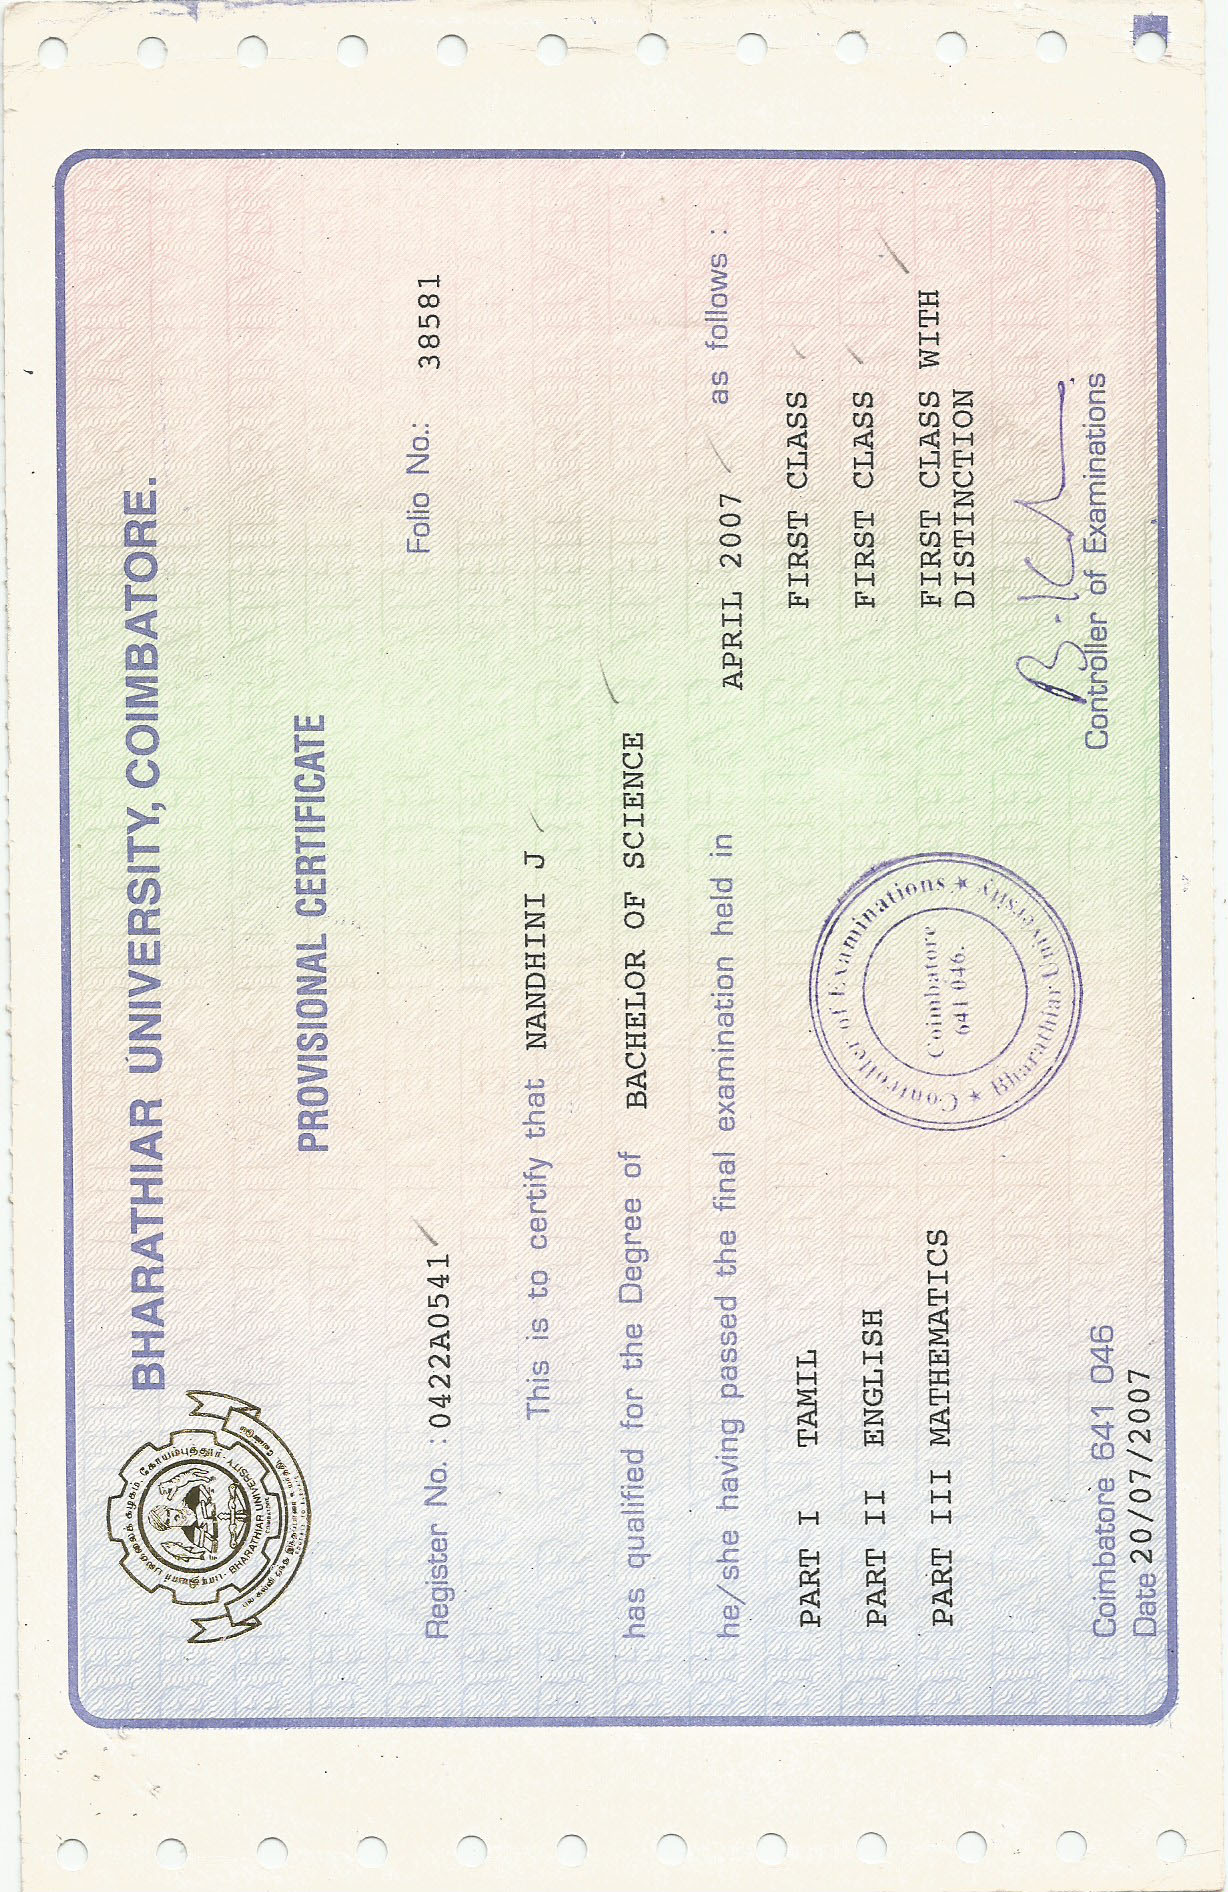 BHARATHIAR UNIVERSITY, COIMBATORE.
BHARATHIAR UNIVERSITY
COIMBATORE
PROVISIONAL CERTIFICATE
Register No. : 0422A0541
Folio No.: 38581
This is to certify that NANDHINI J
has qualified for the Degree of BACHELOR OF SCIENCE
he/she having passed the final examination held in APRIL 2007 as follows :
PART I TAMIL FIRST CLASS
PART II ENGLISH FIRST CLASS
PART III MATHEMATICS FIRST CLASS WITH
DISTINCTION
Controller of Examinations ★ Bharathiar University ★
Coimbatore
641 046.
Coimbatore 641 046
Date 20/07/2007
Controller of Examinations